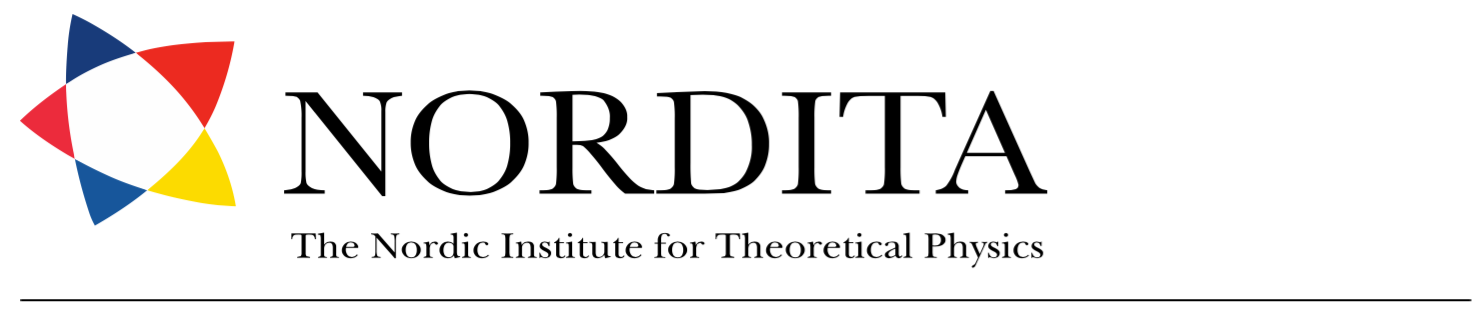 NORDITA
The Nordic Institute for Theoretical Physics